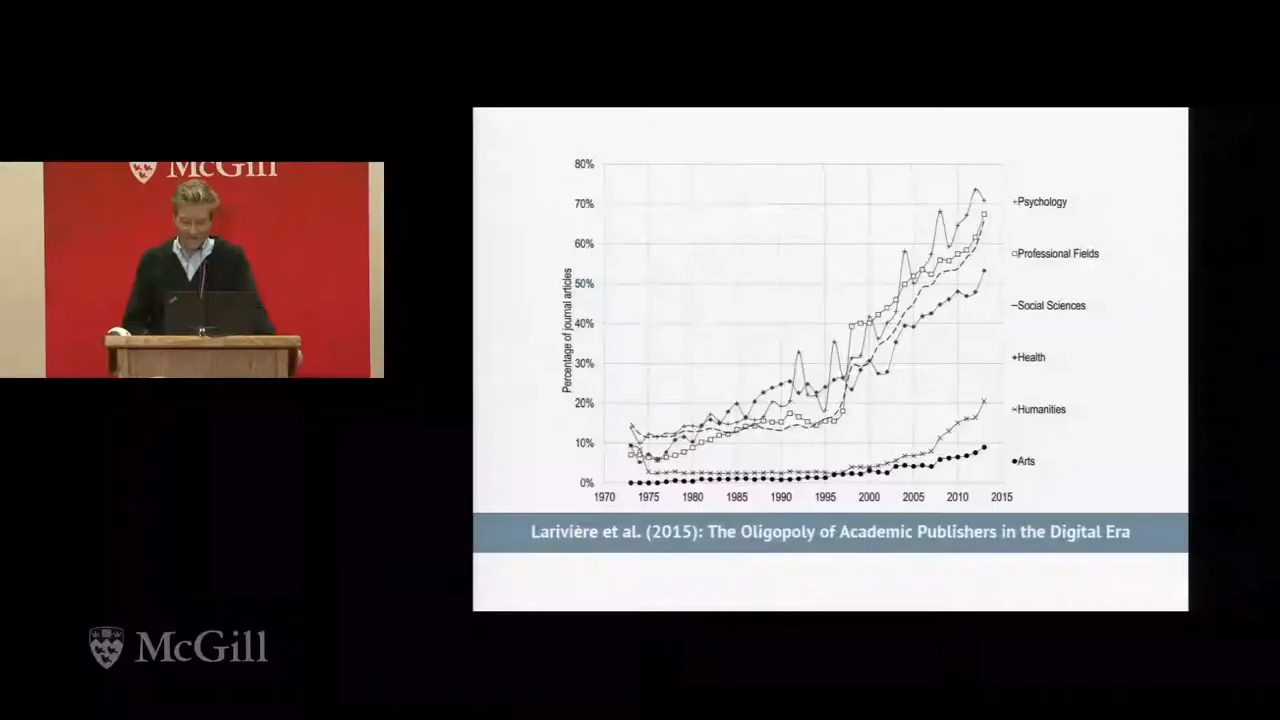 McGill
80%
70%
60%
50%
40%
30%
20%
10%
0%
Percentage of journal articles
1970 1975 1980 1985 1990 1995 2000 2005 2010 2015
Psychology
Professional Fields
Social Sciences
Health
Humanities
Arts
Larivière et al. (2015): The Oligopoly of Academic Publishers in the Digital Era
McGill